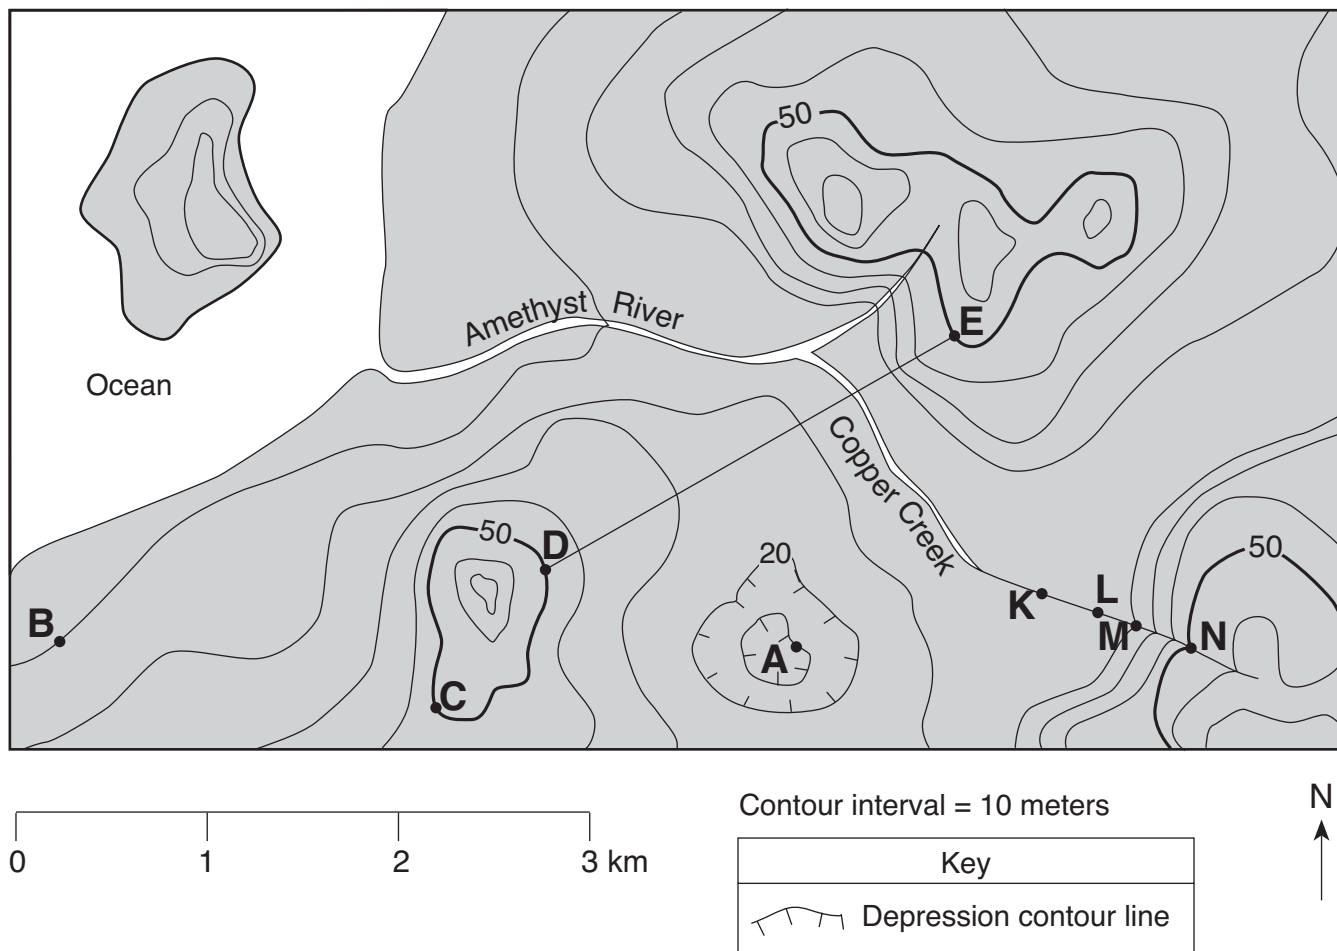 50
Amethyst River
E
Ocean
Copper Creek
50
D
20
50
B
K
L
M
N
A
C
Contour interval = 10 meters
N
0 1 2 3 km
Key
Depression contour line